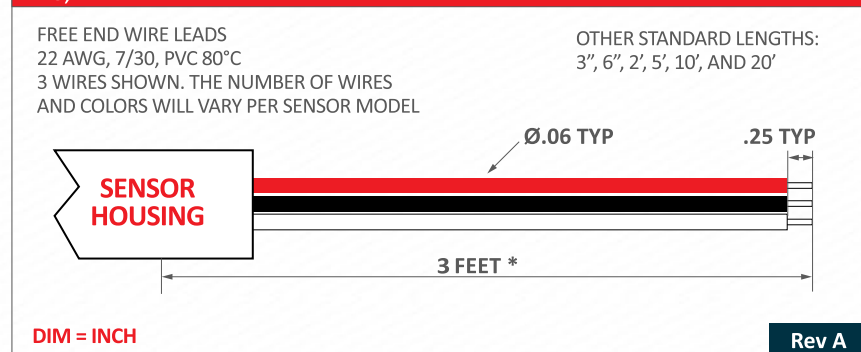 FREE END WIRE LEADS
22 AWG, 7/30, PVC 80°C
3 WIRES SHOWN. THE NUMBER OF WIRES
AND COLORS WILL VARY PER SENSOR MODEL
OTHER STANDARD LENGTHS:
3”, 6”, 2’, 5’, 10’, AND 20’
Ø.06 TYP
.25 TYP
SENSOR
HOUSING
3 FEET *
DIM = INCH
Rev A